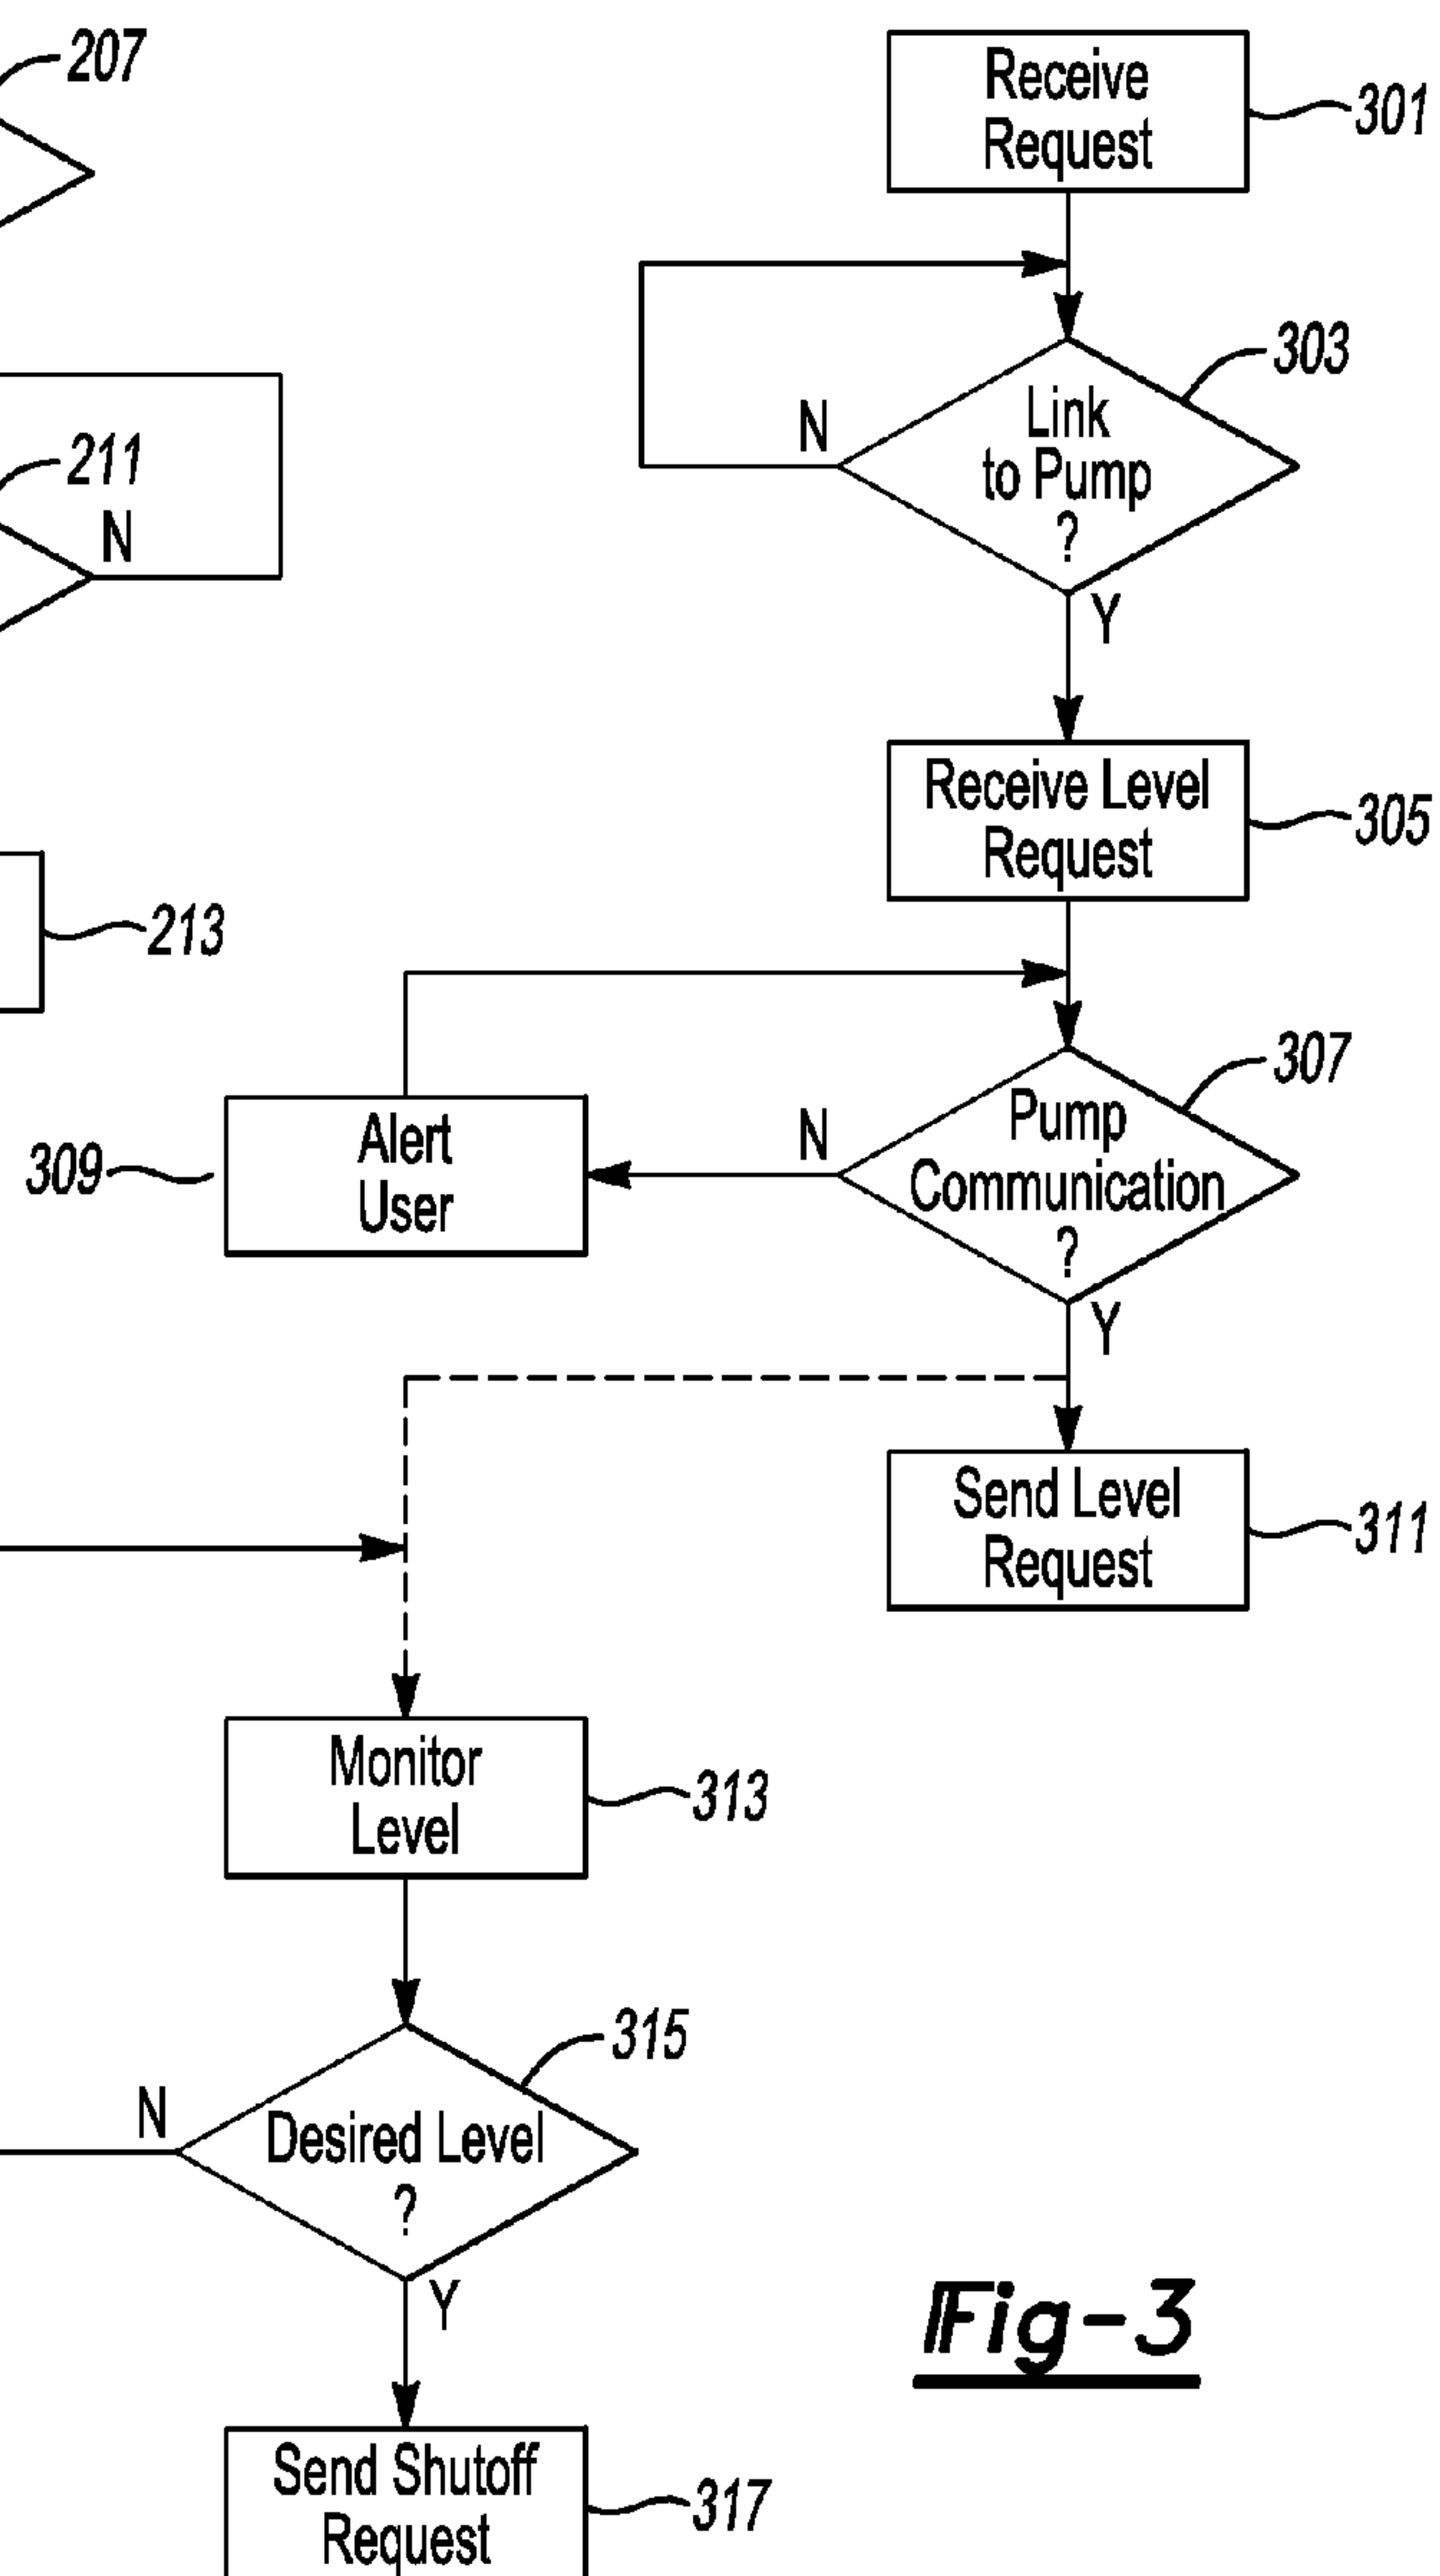 207
Receive
Request
301
303
Link
to Pump
?
N
Y
211
N
Receive Level
Request
305
213
307
Pump
Communication
?
N
Y
309
Alert
User
Send Level
Request
311
Monitor
Level
313
315
N
Desired Level
?
Y
Fig-3
Send Shutoff
Request
317